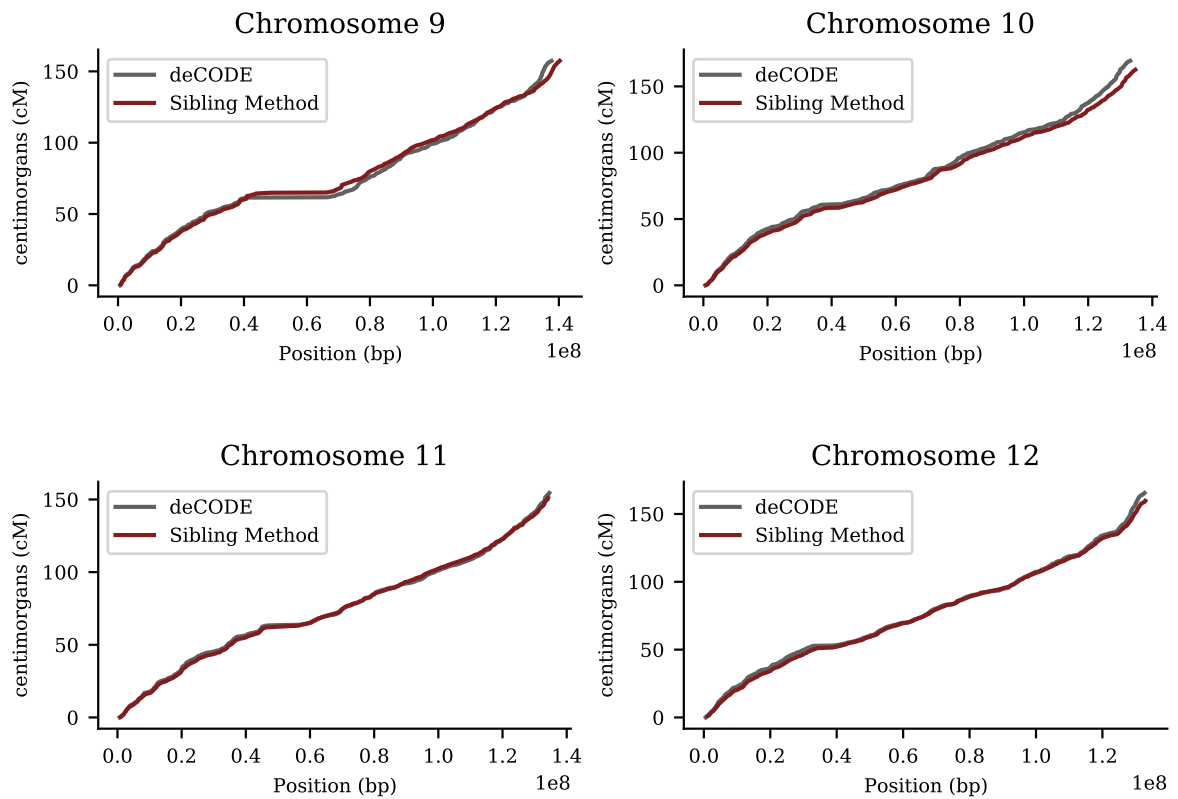 Chromosome 9
deCODE
Sibling Method
centimorgans (cM)
150
100
50
0
0.0 0.2 0.4 0.6 0.8 1.0 1.2 1.4
1e8
Position (bp)
Chromosome 10
deCODE
Sibling Method
centimorgans (cM)
150
100
50
0
0.0 0.2 0.4 0.6 0.8 1.0 1.2 1.4
1e8
Position (bp)
Chromosome 11
deCODE
Sibling Method
centimorgans (cM)
150
100
50
0
0.0 0.2 0.4 0.6 0.8 1.0 1.2 1.4
1e8
Position (bp)
Chromosome 12
deCODE
Sibling Method
centimorgans (cM)
150
100
50
0
0.0 0.2 0.4 0.6 0.8 1.0 1.2
1e8
Position (bp)